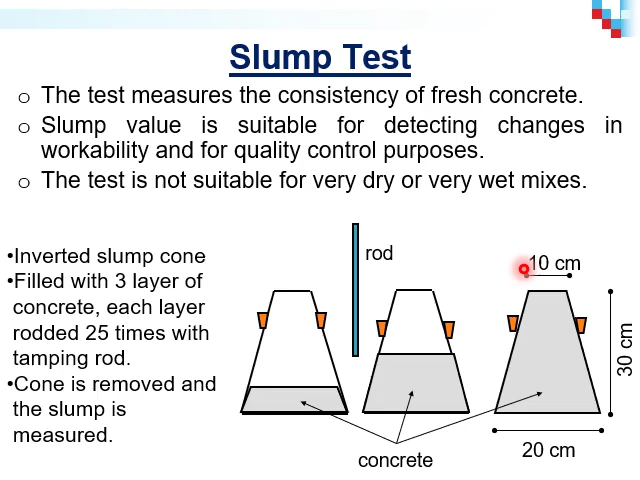 Slump Test
o The test measures the consistency of fresh concrete.
o Slump value is suitable for detecting changes in
workability and for quality control purposes.
o The test is not suitable for very dry or very wet mixes.
•Inverted slump cone
•Filled with 3 layer of
concrete, each layer
rodded 25 times with
tamping rod.
•Cone is removed and
the slump is
measured.
rod
10 cm
30 cm
20 cm
concrete